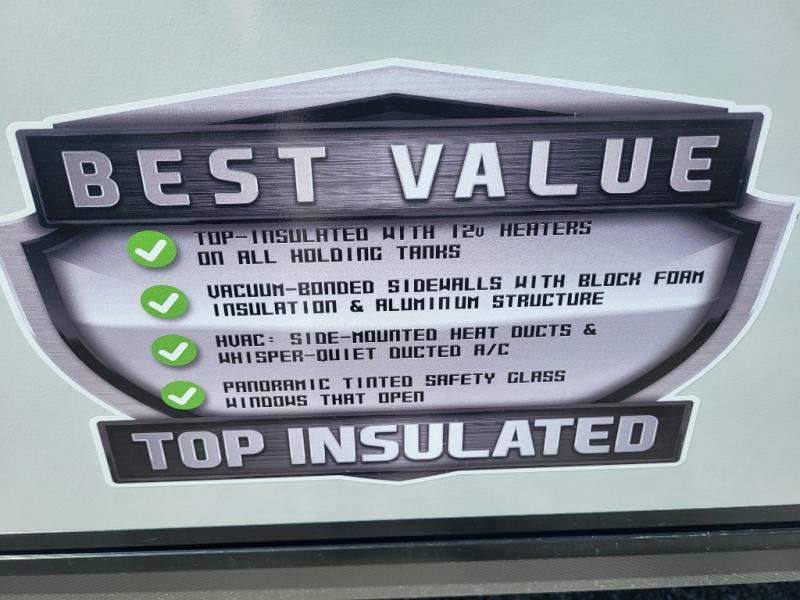 BEST VALUE
TOP-INSULATED WITH 12v HEATERS
ON ALL HOLDING TANKS
VACUUM-BONDED SIDEWALLS WITH BLOCK FOAM
INSULATION & ALUMINUM STRUCTURE
HVAC: SIDE-MOUNTED HEAT DUCTS &
WHISPER-QUIET DUCTED A/C
PANORAMIC TINTED SAFETY GLASS
WINDOWS THAT OPEN
TOP INSULATED